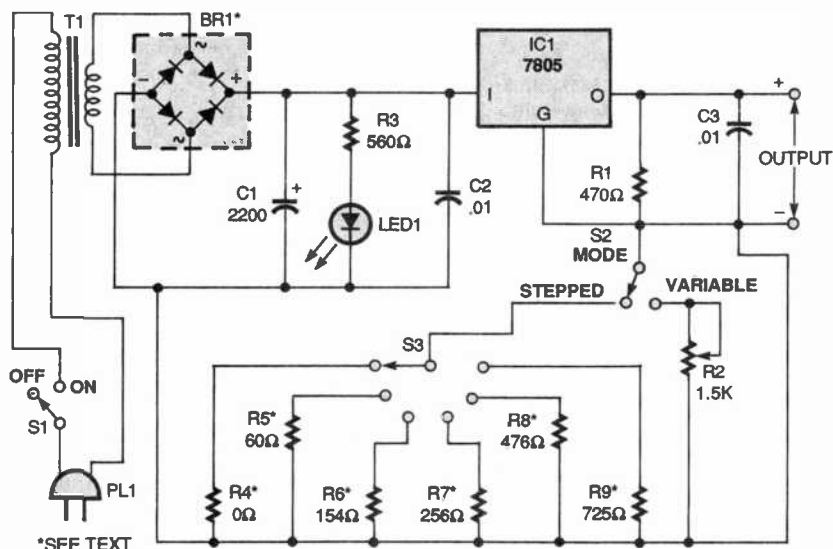 T1
BR1*
~
-
+
~
IC1
7805
I
O
G
R3
560Ω
C1
2200
+
LED1
C2
.01
R1
470Ω
C3
.01
+
OUTPUT
-
S2
MODE
STEPPED
VARIABLE
R2
1.5K
S3
OFF
ON
S1
PL1
R5*
60Ω
R8*
476Ω
R4*
0Ω
R6*
154Ω
R7*
256Ω
R9*
725Ω
*SEE TEXT